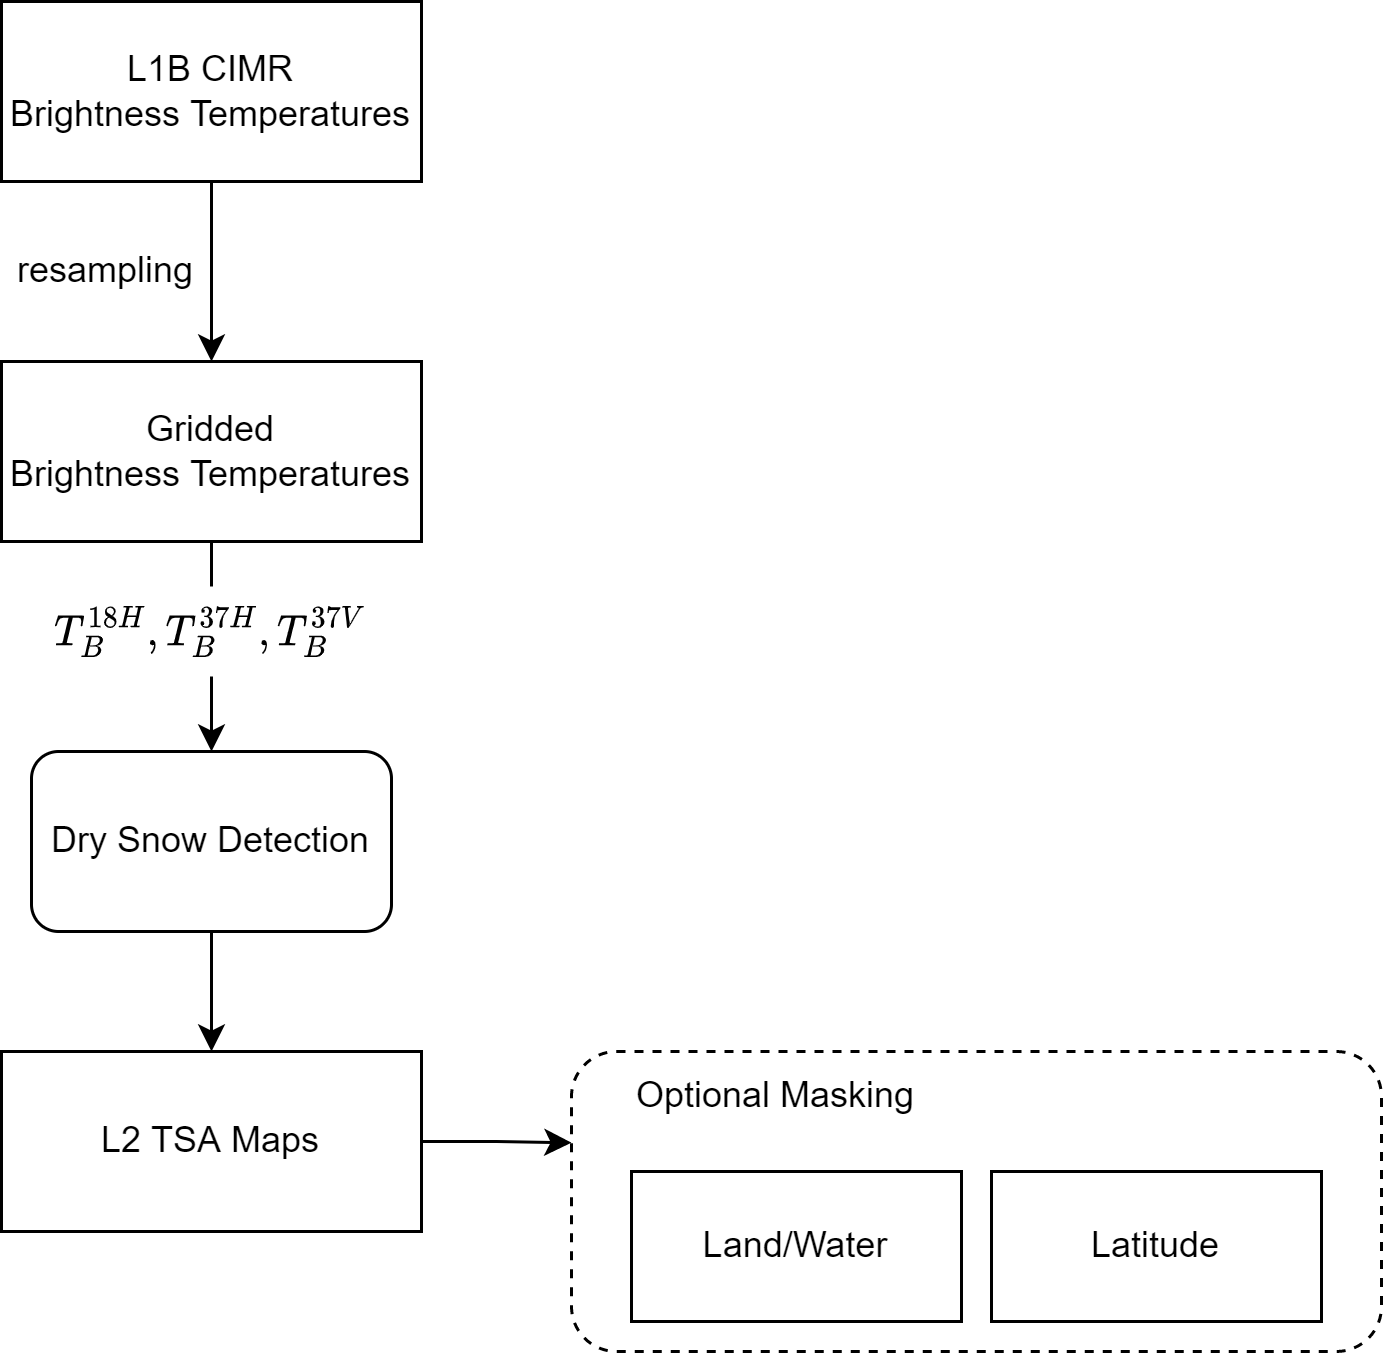 L1B CIMR
Brightness Temperatures
resampling
Gridded
Brightness Temperatures
$T_B^{18H}, T_B^{37H}, T_B^{37V}$
Dry Snow Detection
L2 TSA Maps
Optional Masking
Land/Water
Latitude